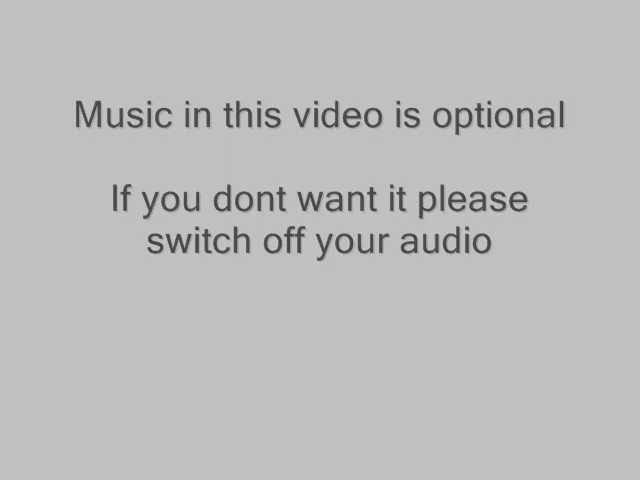 Music in this video is optional
If you dont want it please
switch off your audio